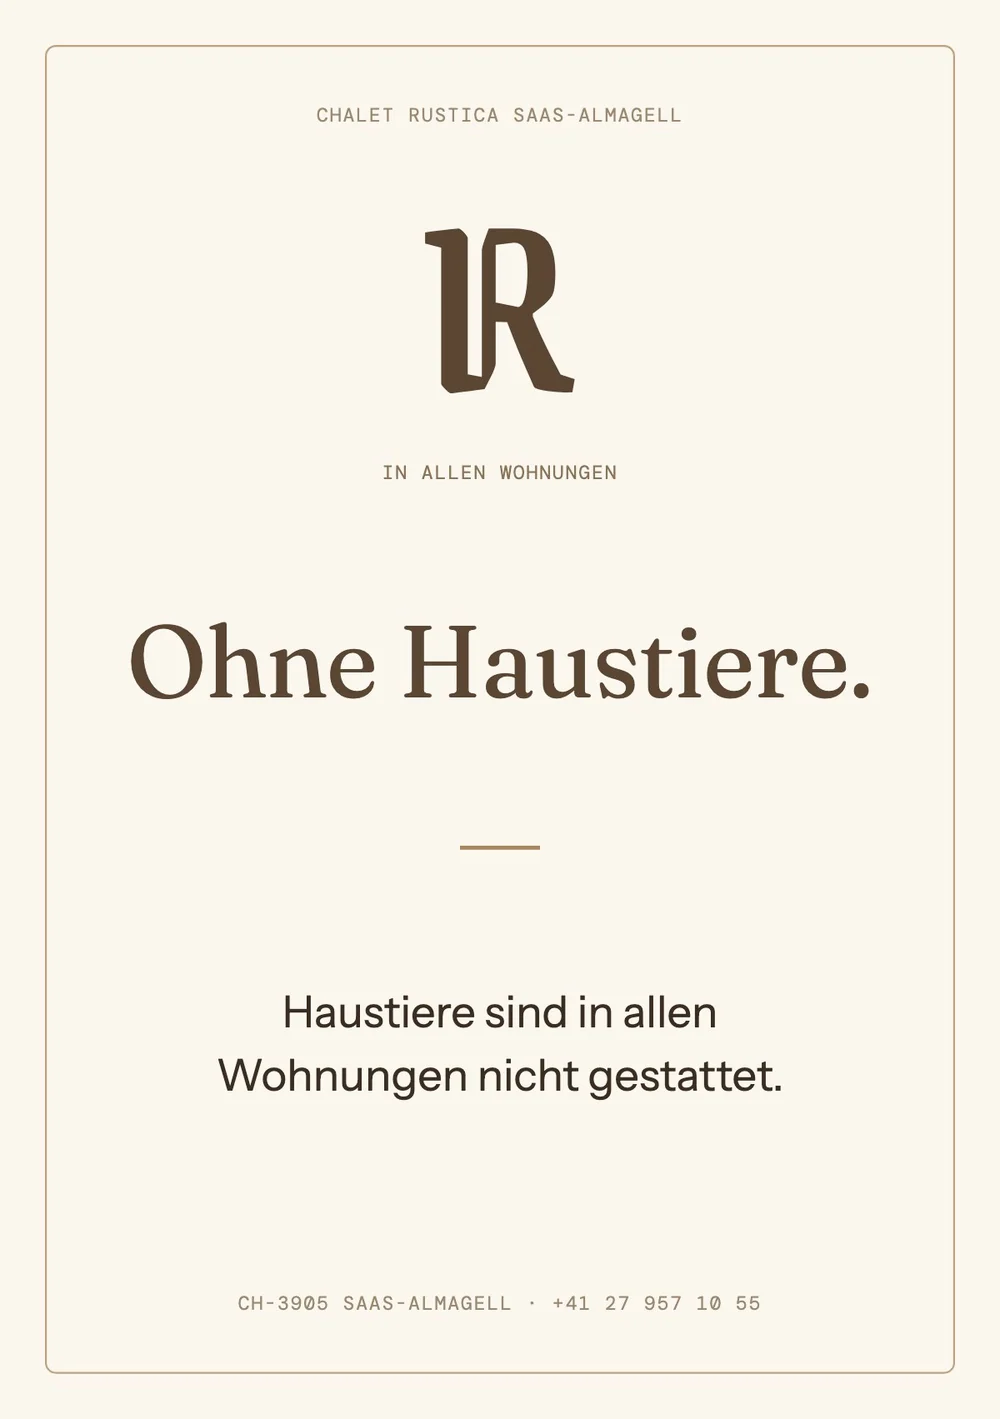 CHALET RUSTICA SAAS-ALMAGELL
R
IN ALLEN WOHNUNGEN
Ohne Haustiere.
Haustiere sind in allen
Wohnungen nicht gestattet.
CH-3905 SAAS-ALMAGELL · +41 27 957 10 55